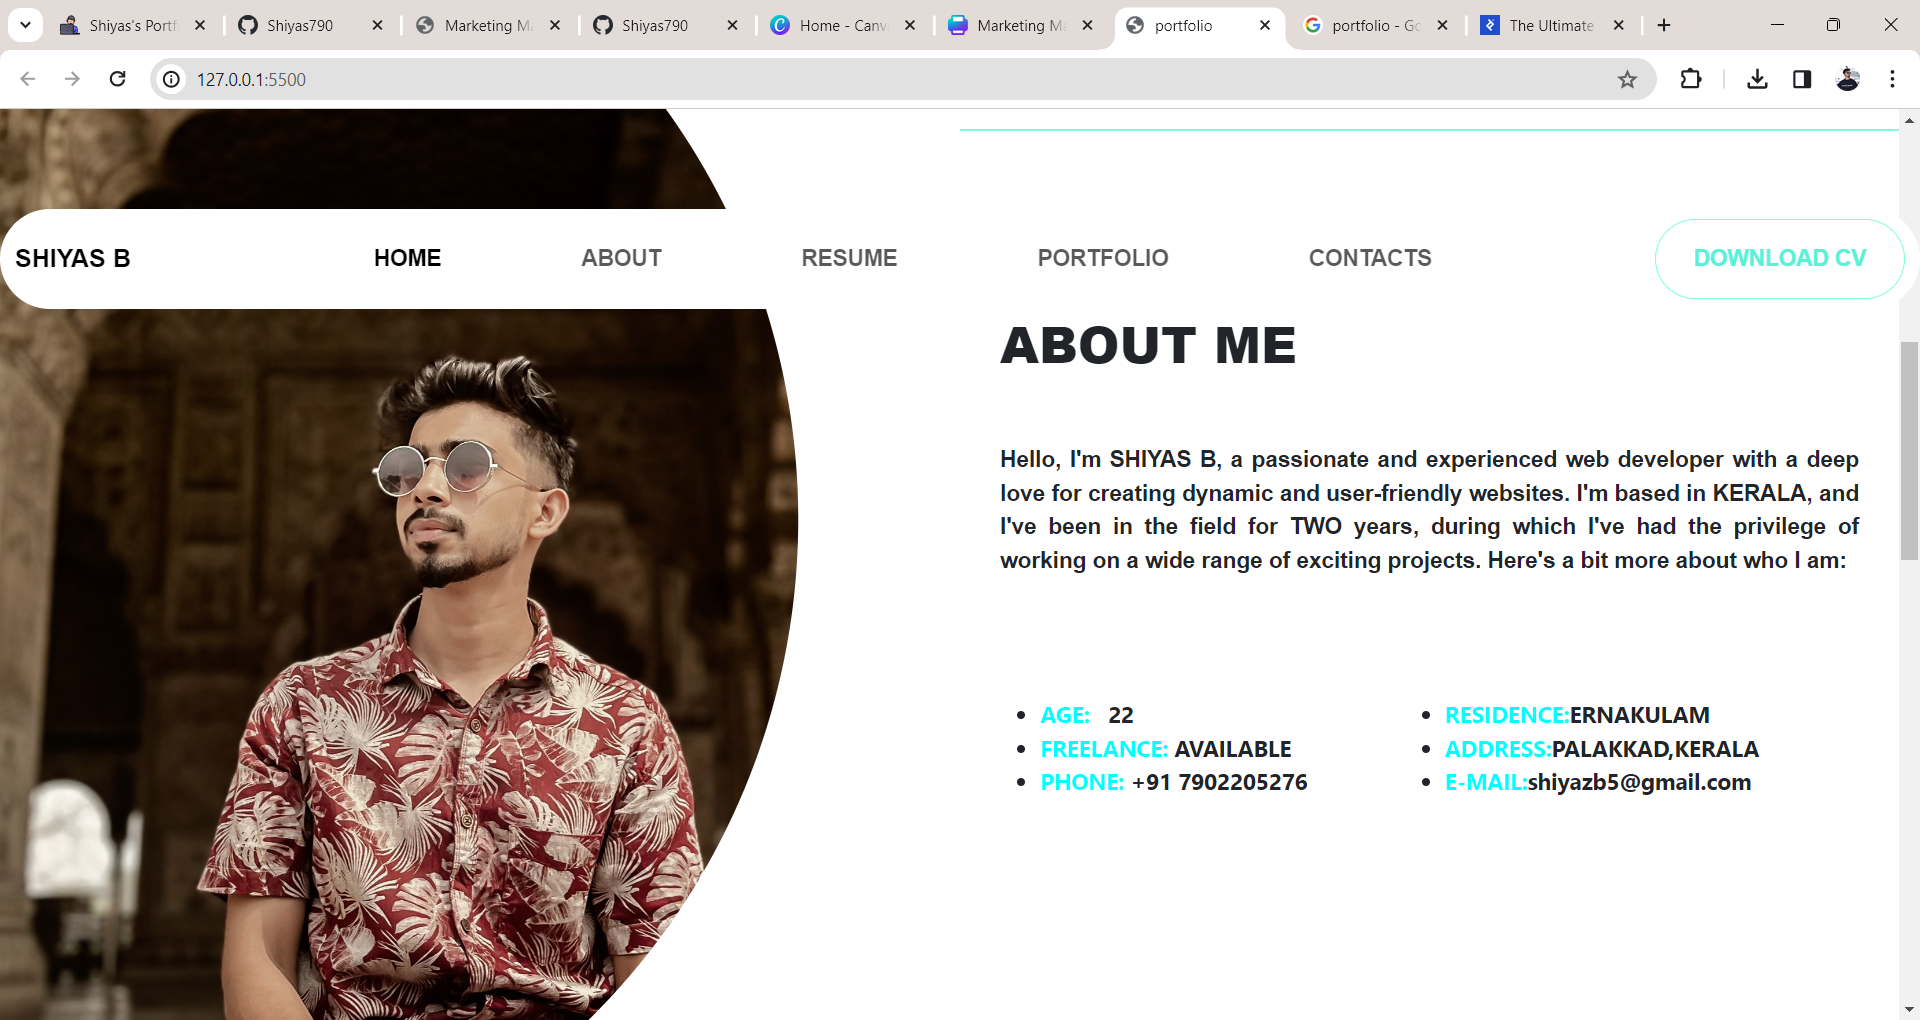 Shiyas's Portf
Shiyas790
Marketing Ma
Shiyas790
Home - Canv
Marketing Ma
portfolio
portfolio - Go
The Ultimate
127.0.0.1:5500
SHIYAS B
HOME
ABOUT
RESUME
PORTFOLIO
CONTACTS
DOWNLOAD CV
ABOUT ME
Hello, I'm SHIYAS B, a passionate and experienced web developer with a deep
love for creating dynamic and user-friendly websites. I'm based in KERALA, and
I've been in the field for TWO years, during which I've had the privilege of
working on a wide range of exciting projects. Here's a bit more about who I am:
AGE: 22
FREELANCE: AVAILABLE
PHONE: +91 7902205276
RESIDENCE:ERNAKULAM
ADDRESS:PALAKKAD,KERALA
E-MAIL:shiyazb5@gmail.com